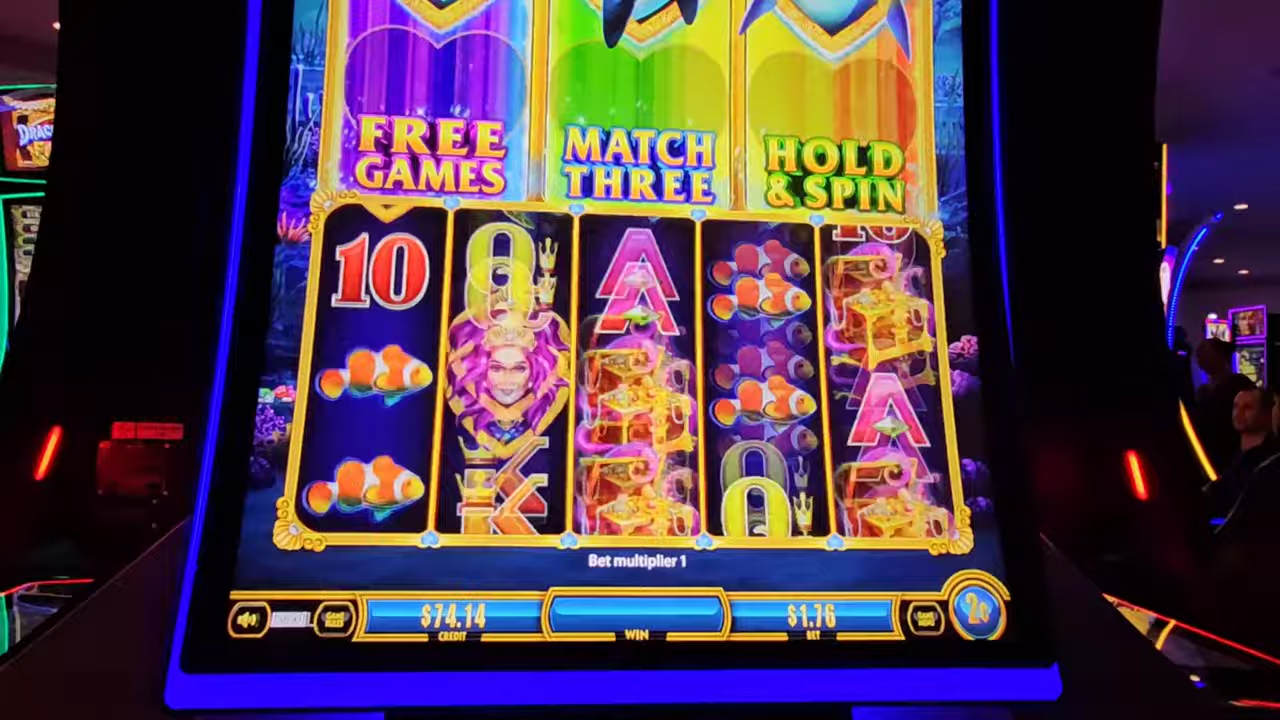 FREE
GAMES
MATCH
THREE
HOLD
& SPIN
10
Q
A
A
K
Q
A
Bet multiplier 1
$74.14
CREDIT
WIN
$1.76
BET
2¢